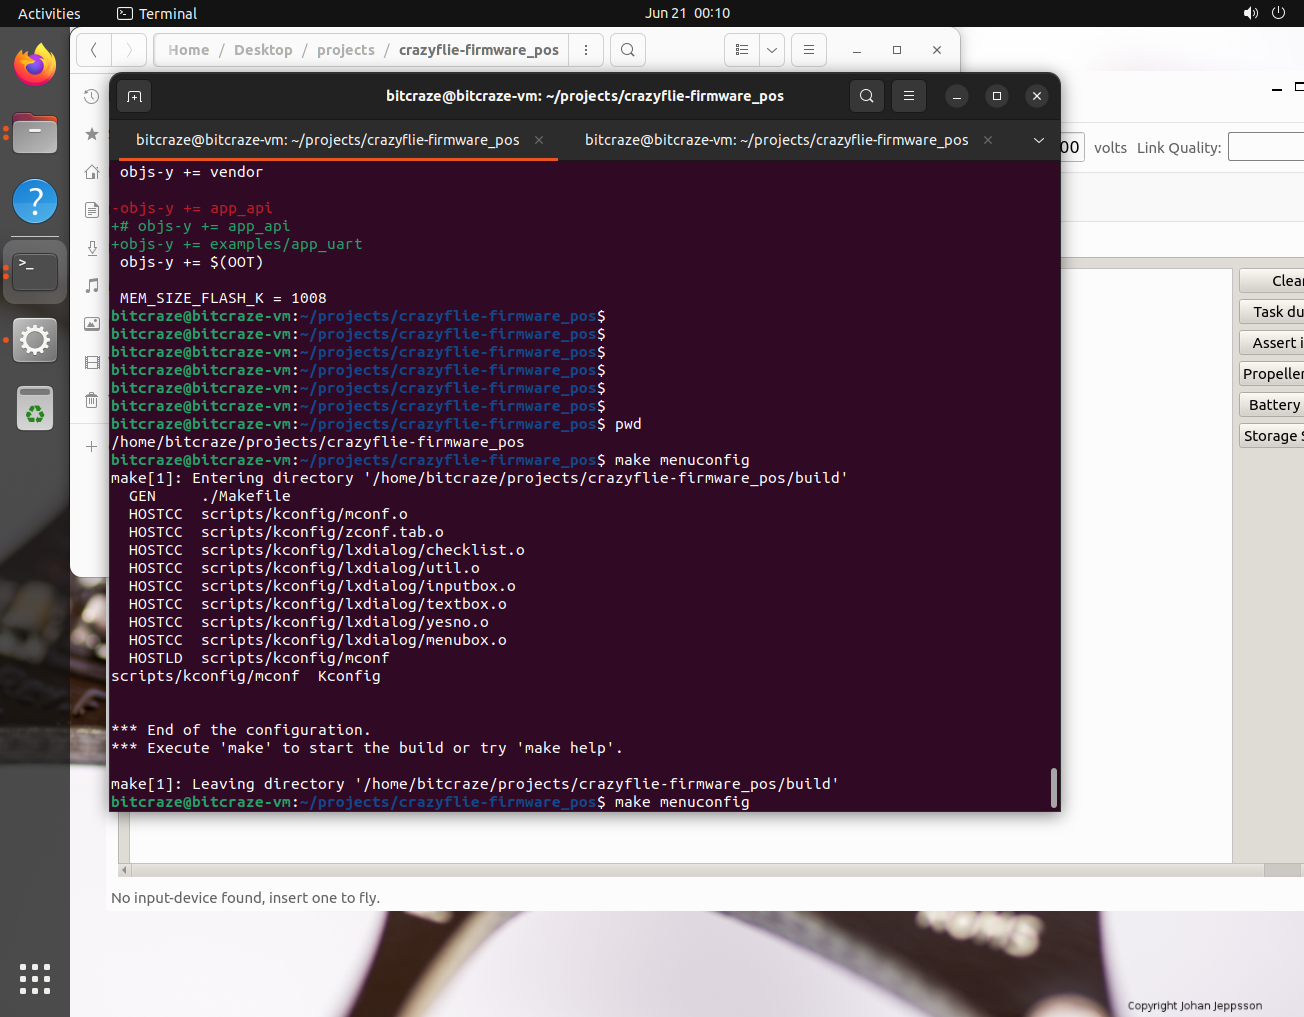 Activities
Terminal
Jun 21 00:10
Home / Desktop / projects / crazyflie-firmware_pos
bitcraze@bitcraze-vm: ~/projects/crazyflie-firmware_pos
bitcraze@bitcraze-vm: ~/projects/crazyflie-firmware_pos
bitcraze@bitcraze-vm: ~/projects/crazyflie-firmware_pos
00 volts Link Quality:
objs-y += vendor
-objs-y += app_api
+# objs-y += app_api
+objs-y += examples/app_uart
objs-y += $(OOT)
MEM_SIZE_FLASH_K = 1008
bitcraze@bitcraze-vm:~/projects/crazyflie-firmware_pos$
bitcraze@bitcraze-vm:~/projects/crazyflie-firmware_pos$
bitcraze@bitcraze-vm:~/projects/crazyflie-firmware_pos$
bitcraze@bitcraze-vm:~/projects/crazyflie-firmware_pos$
bitcraze@bitcraze-vm:~/projects/crazyflie-firmware_pos$
bitcraze@bitcraze-vm:~/projects/crazyflie-firmware_pos$
bitcraze@bitcraze-vm:~/projects/crazyflie-firmware_pos$ pwd
/home/bitcraze/projects/crazyflie-firmware_pos
bitcraze@bitcraze-vm:~/projects/crazyflie-firmware_pos$ make menuconfig
make[1]: Entering directory '/home/bitcraze/projects/crazyflie-firmware_pos/build'
GEN ./Makefile
HOSTCC scripts/kconfig/mconf.o
HOSTCC scripts/kconfig/zconf.tab.o
HOSTCC scripts/kconfig/lxdialog/checklist.o
HOSTCC scripts/kconfig/lxdialog/util.o
HOSTCC scripts/kconfig/lxdialog/inputbox.o
HOSTCC scripts/kconfig/lxdialog/textbox.o
HOSTCC scripts/kconfig/lxdialog/yesno.o
HOSTCC scripts/kconfig/lxdialog/menubox.o
HOSTLD scripts/kconfig/mconf
scripts/kconfig/mconf Kconfig
*** End of the configuration.
*** Execute 'make' to start the build or try 'make help'.
make[1]: Leaving directory '/home/bitcraze/projects/crazyflie-firmware_pos/build'
bitcraze@bitcraze-vm:~/projects/crazyflie-firmware_pos$ make menuconfig
Clear
Task du
Assert i
Propeller
Battery
Storage S
No input-device found, insert one to fly.
Copyright Johan Jeppsson